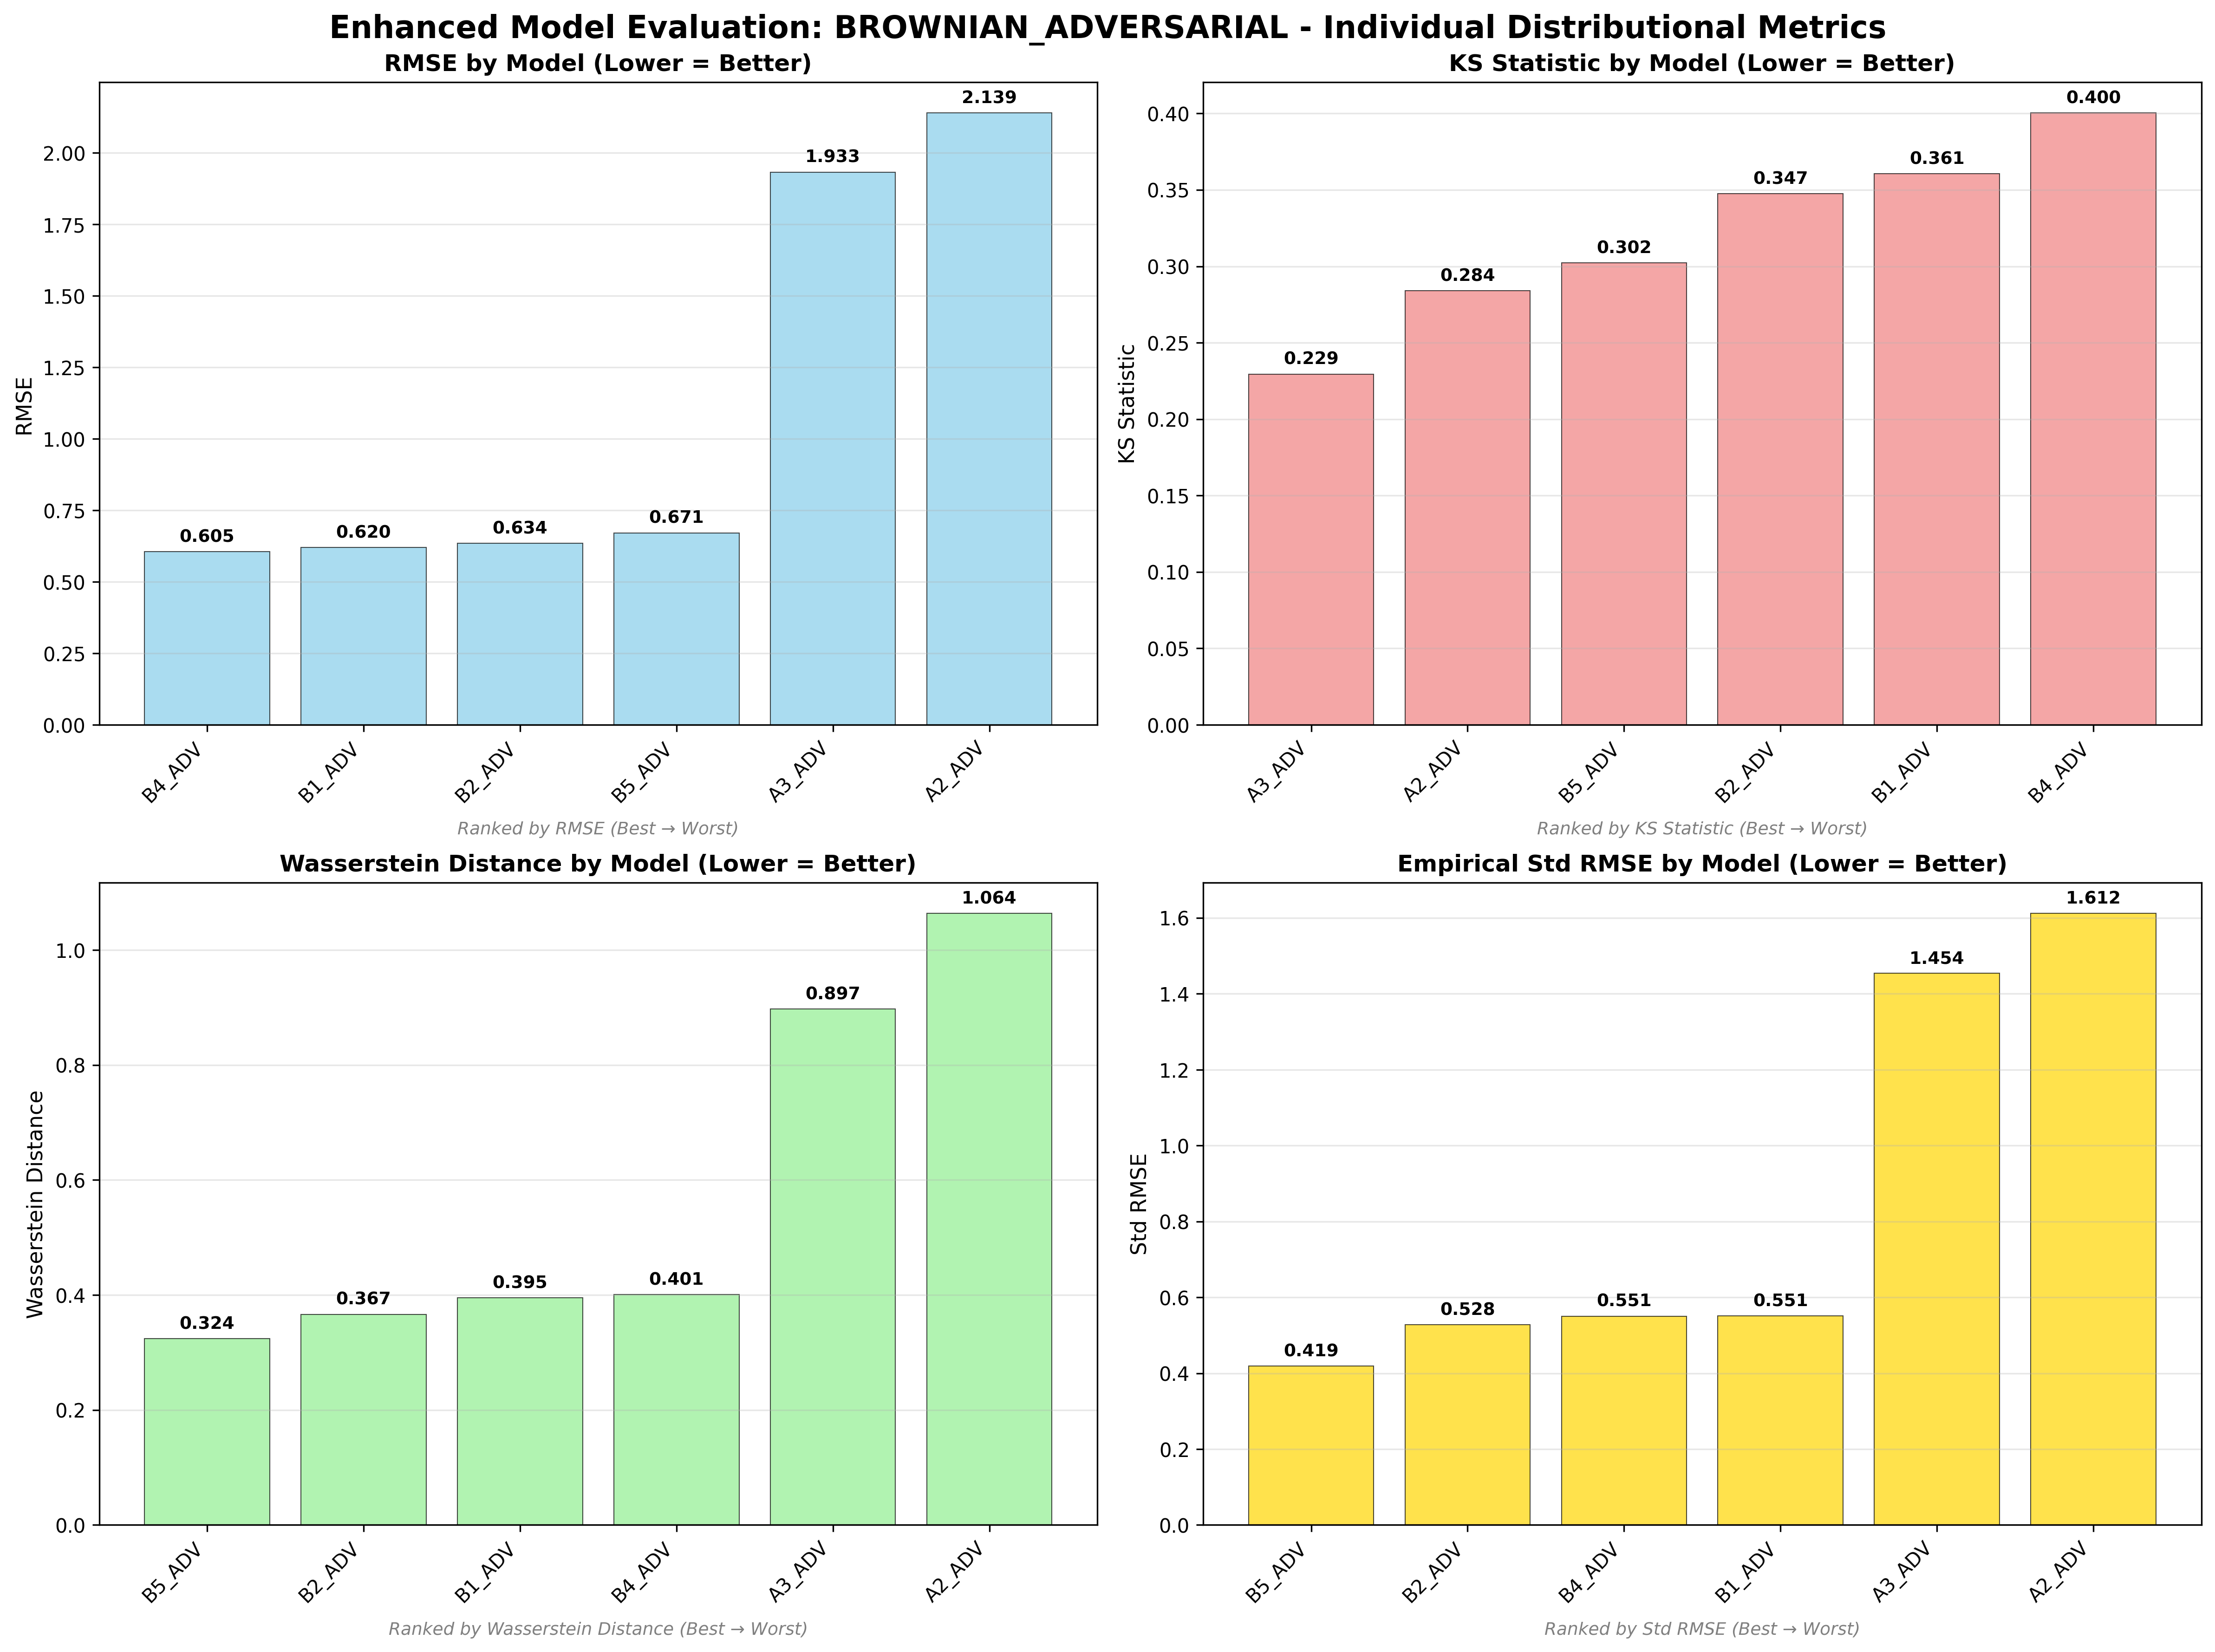 Enhanced Model Evaluation: BROWNIAN_ADVERSARIAL - Individual Distributional Metrics
RMSE by Model (Lower = Better)
RMSE
2.00
1.75
1.50
1.25
1.00
0.75
0.50
0.25
0.00
0.605
0.620
0.634
0.671
1.933
2.139
B4_ADV
B1_ADV
B2_ADV
B5_ADV
A3_ADV
A2_ADV
Ranked by RMSE (Best → Worst)
KS Statistic by Model (Lower = Better)
KS Statistic
0.40
0.35
0.30
0.25
0.20
0.15
0.10
0.05
0.00
0.229
0.284
0.302
0.347
0.361
0.400
A3_ADV
A2_ADV
B5_ADV
B2_ADV
B1_ADV
B4_ADV
Ranked by KS Statistic (Best → Worst)
Wasserstein Distance by Model (Lower = Better)
Wasserstein Distance
1.0
0.8
0.6
0.4
0.2
0.0
0.324
0.367
0.395
0.401
0.897
1.064
B5_ADV
B2_ADV
B1_ADV
B4_ADV
A3_ADV
A2_ADV
Ranked by Wasserstein Distance (Best → Worst)
Empirical Std RMSE by Model (Lower = Better)
Std RMSE
1.6
1.4
1.2
1.0
0.8
0.6
0.4
0.2
0.0
0.419
0.528
0.551
0.551
1.454
1.612
B5_ADV
B2_ADV
B4_ADV
B1_ADV
A3_ADV
A2_ADV
Ranked by Std RMSE (Best → Worst)